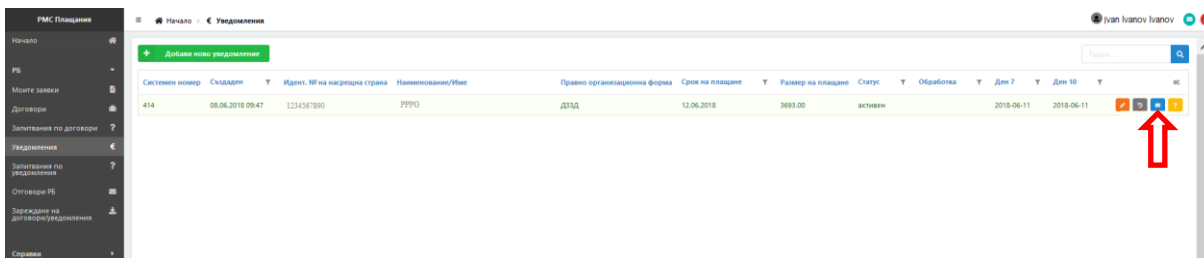 РМС Плащания
Начало › € Уведомления
Ivan Ivanov Ivanov
Начало
РБ
Моите заявки
Договори
Запитвания по договори ?
Уведомления €
Запитвания по ?
уведомления
Отговори РБ
Зареждане на
договори/уведомления
Справки
+ Добави ново уведомление
Търси...
Системен номер Създаден Идент. № на насрещна страна Наименование/Име Правно организационна форма Срок на плащане Размер на плащане Статус Обработка Ден 7 Ден 10
414 08.06.2018 09:47 1234567890 PPPO ДЗЗД 12.06.2018 3693.00 активен 2018-06-11 2018-06-11 ?